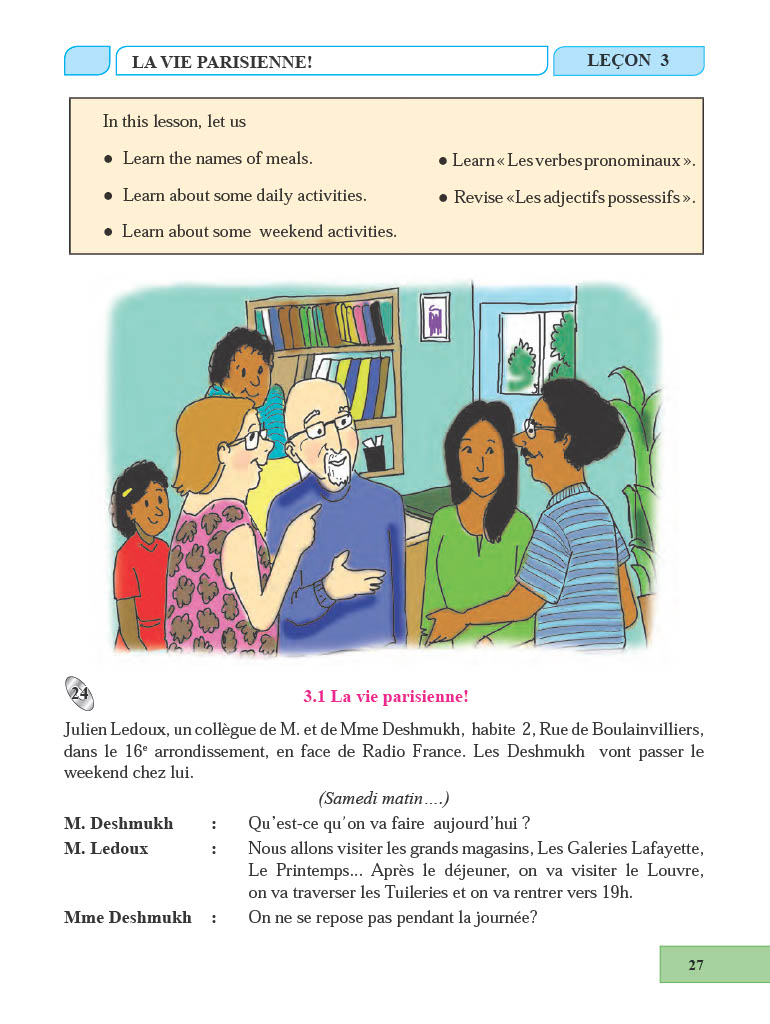 LA VIE PARISIENNE!
LEÇON 3
In this lesson, let us
● Learn the names of meals.
● Learn about some daily activities.
● Learn about some weekend activities.
● Learn « Les verbes pronominaux ».
● Revise «Les adjectifs possessifs ».
24
3.1 La vie parisienne!
Julien Ledoux, un collègue de M. et de Mme Deshmukh, habite 2, Rue de Boulainvilliers,
dans le 16e arrondissement, en face de Radio France. Les Deshmukh vont passer le
weekend chez lui.
(Samedi matin….)
M. Deshmukh : Qu'est-ce qu'on va faire aujourd'hui ?
M. Ledoux : Nous allons visiter les grands magasins, Les Galeries Lafayette,
Le Printemps... Après le déjeuner, on va visiter le Louvre,
on va traverser les Tuileries et on va rentrer vers 19h.
Mme Deshmukh : On ne se repose pas pendant la journée?
27